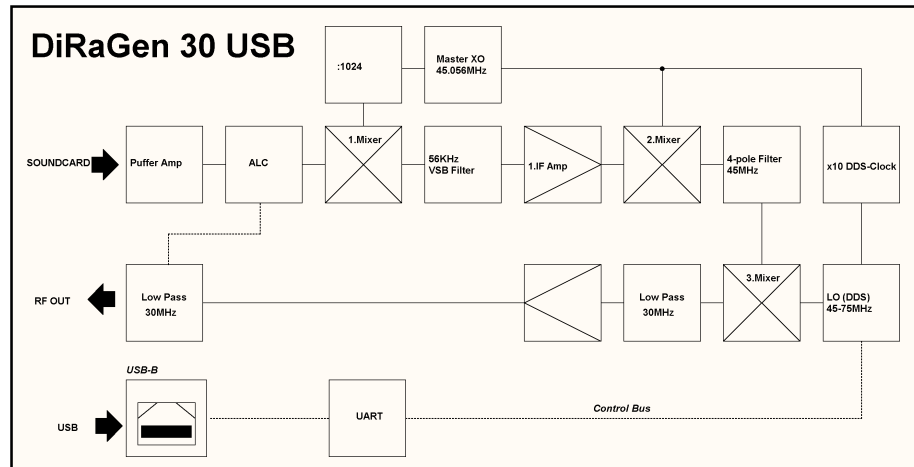 DiRaGen 30 USB
:1024
Master XO
45.056MHz
SOUNDCARD
Puffer Amp
ALC
1.Mixer
56KHz
VSB Filter
1.IF Amp
2.Mixer
4-pole Filter
45MHz
x10 DDS-Clock
RF OUT
Low Pass
30MHz
Low Pass
30MHz
3.Mixer
LO (DDS)
45-75MHz
USB-B
USB
UART
Control Bus